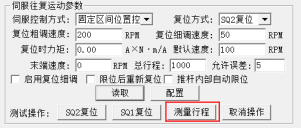 伺服往复运动参数
伺服控制方式: 固定区间位置控 复位方式: SQ2复位
复位粗调速度: 200 RPM 复位细调速度: 50 RPM
复位时力矩: 0.00 A×N·m/A 默认速度: 100 RPM
末端速度: 0 RPM 总行程: 1000 允许误差: 5
启用复位细调 限位后重新复位 推杆内部自动限位
读取 配置
测试操作: SQ2复位 SQ1复位 测量行程 取消操作